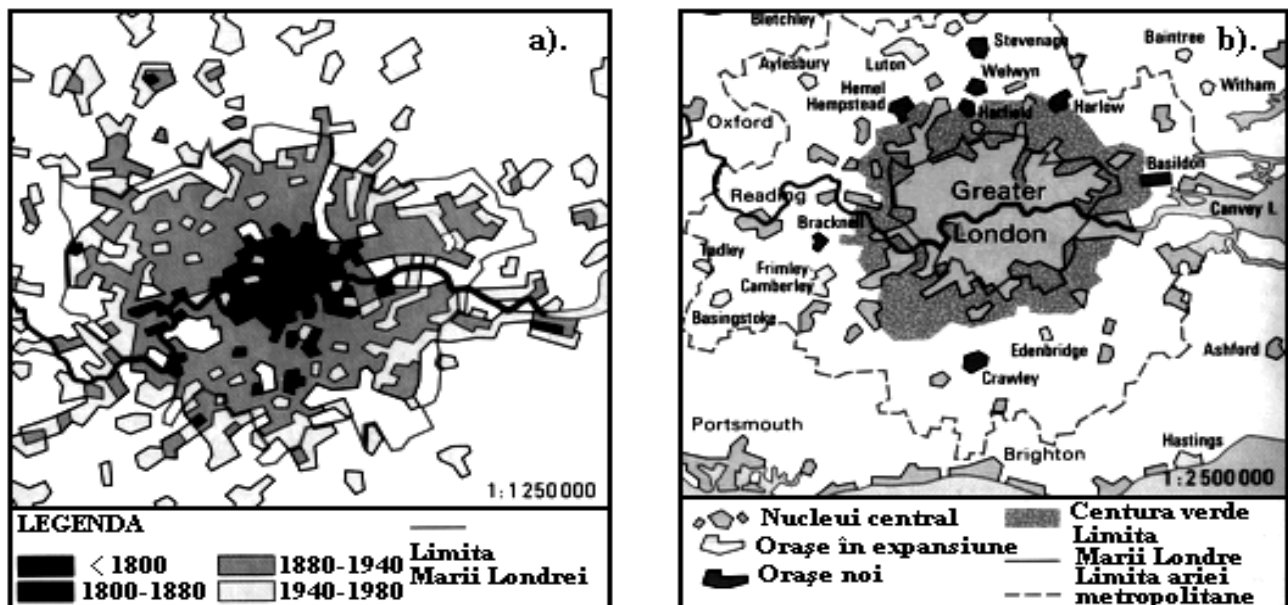 a).
1:1250000
LEGENDA
< 1800
1800-1880
1880-1940
1940-1980
Limita
Marii Londrei
b).
Bletchley
Stevenage
Baintree
Aylesbury
Luton
Welwyn
Witham
Hemel
Hempstead
Hatfield
Harlow
Oxford
Basildon
Reading
Greater
London
Canvey I.
Bracknell
Tadley
Frimley
Camberley
Basingstoke
Edenbridge
Ashford
Crawley
Portsmouth
Hastings
Brighton
1:2500000
Nucleui central
Orașe în expansiune
Orașe noi
Centura verde
Limita
Marii Londre
Limita ariei
metropolitane